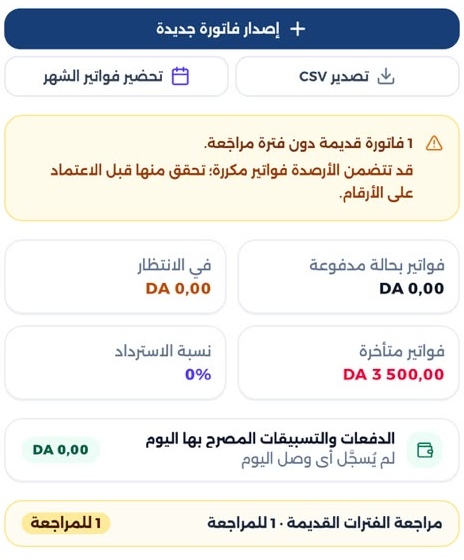 إصدار فاتورة جديدة
تصدير CSV
تحضير فواتير الشهر
1 فاتورة قديمة دون فترة مراجَعة.
قد تتضمن الأرصدة فواتير مكررة؛ تحقق منها قبل الاعتماد
على الأرقام.
فواتير بحالة مدفوعة
DA 0,00
في الانتظار
DA 0,00
فواتير متأخرة
DA 3 500,00
نسبة الاسترداد
0%
الدفعات والتسبيقات المصرح بها اليوم
لم يُسجَّل أي وصل اليوم
DA 0,00
مراجعة الفترات القديمة · 1 للمراجعة
1 للمراجعة